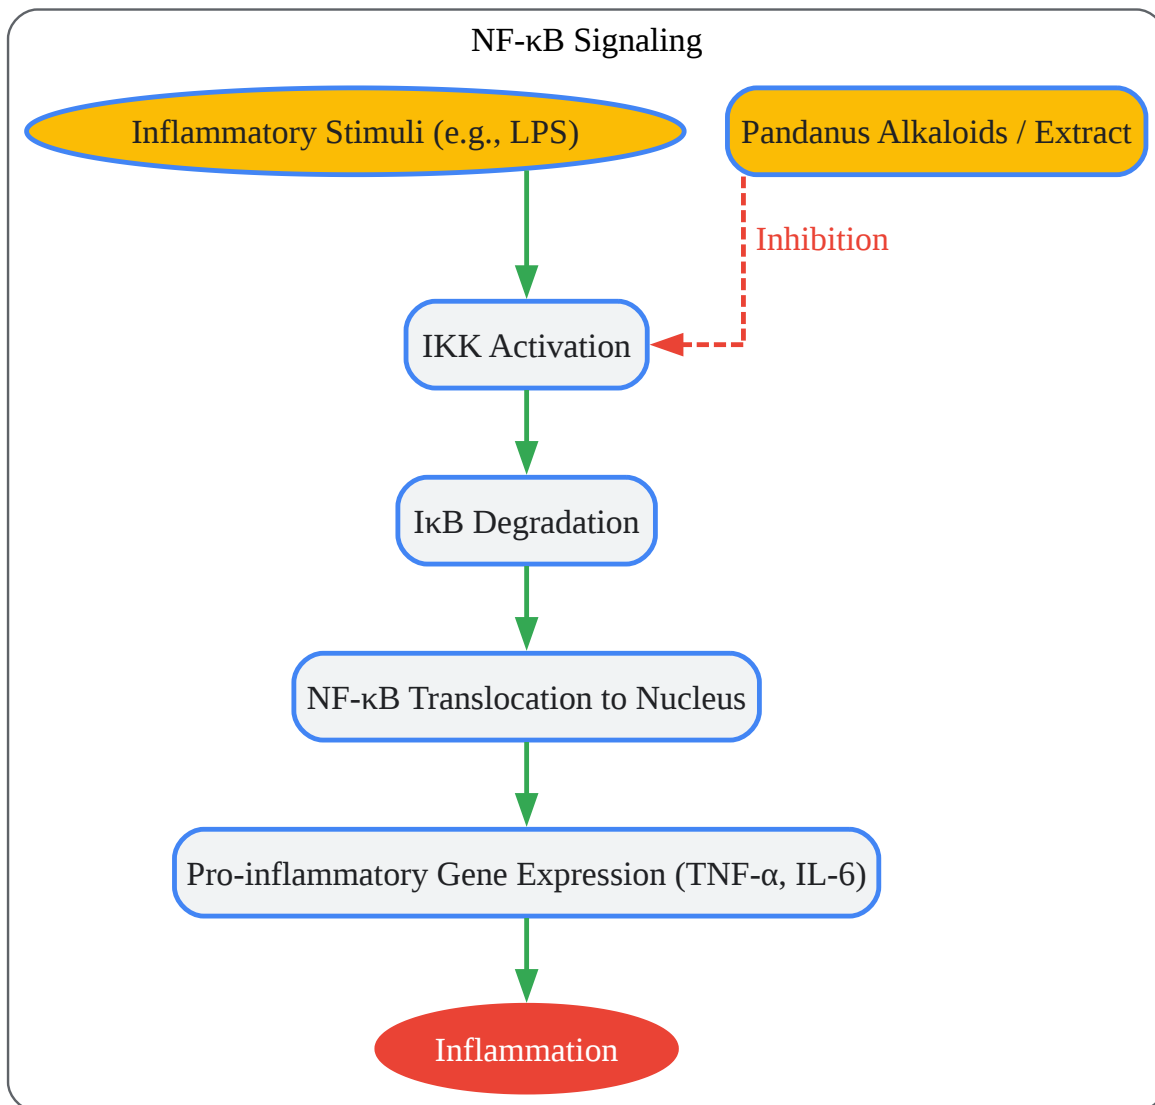 NF-κB Signaling
Inflammatory Stimuli (e.g., LPS)
Pandanus Alkaloids / Extract
Inhibition
IKK Activation
IκB Degradation
NF-κB Translocation to Nucleus
Pro-inflammatory Gene Expression (TNF-α, IL-6)
Inflammation